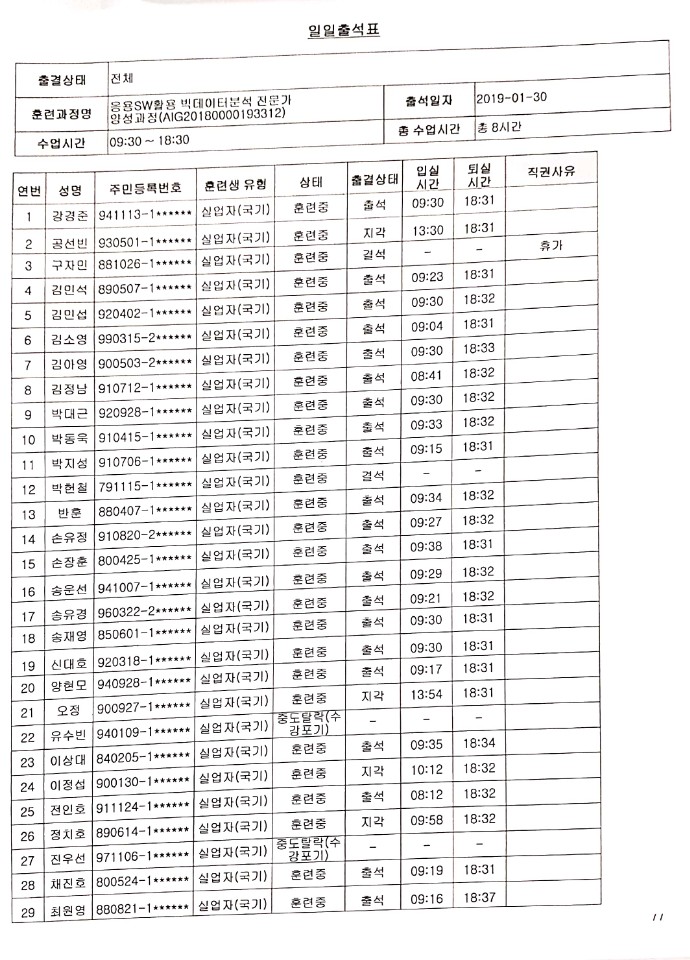 일일출석표
출결상태 전체
훈련과정명 응용SW활용 빅데이터분석 전문가 양성과정(AIG20180000193312) 출석일자 2019-01-30
수업시간 09:30 ~ 18:30 총 수업시간 총 8시간
연번 성명 주민등록번호 훈련생 유형 상태 출결상태 입실시간 퇴실시간 직권사유
1 강경준 941113-1****** 실업자(국기) 훈련중 출석 09:30 18:31
2 공선빈 930501-1****** 실업자(국기) 훈련중 지각 13:30 18:31
3 구자민 881026-1****** 실업자(국기) 훈련중 결석 - - 휴가
4 김민석 890507-1****** 실업자(국기) 훈련중 출석 09:23 18:31
5 김민섭 920402-1****** 실업자(국기) 훈련중 출석 09:30 18:32
6 김소영 990315-2****** 실업자(국기) 훈련중 출석 09:04 18:31
7 김아영 900503-2****** 실업자(국기) 훈련중 출석 09:30 18:33
8 김정남 910712-1****** 실업자(국기) 훈련중 출석 08:41 18:32
9 박대근 920928-1****** 실업자(국기) 훈련중 출석 09:30 18:32
10 박동욱 910415-1****** 실업자(국기) 훈련중 출석 09:33 18:32
11 박지성 910706-1****** 실업자(국기) 훈련중 출석 09:15 18:31
12 박헌철 791115-1****** 실업자(국기) 훈련중 결석 - -
13 반훈 880407-1****** 실업자(국기) 훈련중 출석 09:34 18:32
14 손유정 910820-2****** 실업자(국기) 훈련중 출석 09:27 18:32
15 손장훈 800425-1****** 실업자(국기) 훈련중 출석 09:38 18:31
16 송운선 941007-1****** 실업자(국기) 훈련중 출석 09:29 18:32
17 송유경 960322-2****** 실업자(국기) 훈련중 출석 09:21 18:32
18 송재영 850601-1****** 실업자(국기) 훈련중 출석 09:30 18:31
19 신대호 920318-1****** 실업자(국기) 훈련중 출석 09:30 18:31
20 양현모 940928-1****** 실업자(국기) 훈련중 출석 09:17 18:31
21 오정 900927-1****** 실업자(국기) 훈련중 지각 13:54 18:31
22 유수빈 940109-1****** 실업자(국기) 중도탈락(수강포기) - - -
23 이상대 840205-1****** 실업자(국기) 훈련중 출석 09:35 18:34
24 이정섭 900130-1****** 실업자(국기) 훈련중 지각 10:12 18:32
25 전인호 911124-1****** 실업자(국기) 훈련중 출석 08:12 18:32
26 정치호 890614-1****** 실업자(국기) 훈련중 지각 09:58 18:32
27 진우선 971106-1****** 실업자(국기) 중도탈락(수강포기) - - -
28 채진호 800524-1****** 실업자(국기) 훈련중 출석 09:19 18:31
29 최원영 880821-1****** 실업자(국기) 훈련중 출석 09:16 18:37